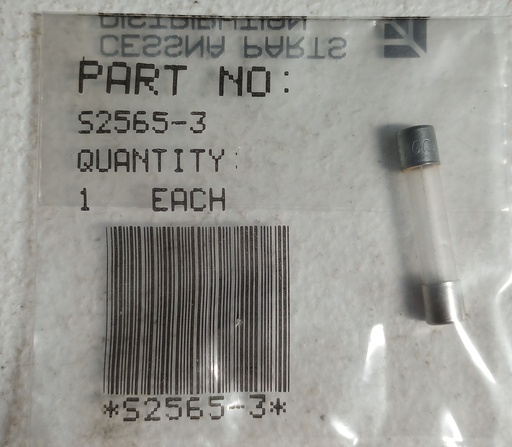 DISTRIBUTION
CESSNA PARTS
PART NO:
S2565-3
QUANTITY:
1 EACH
*S2565-3*